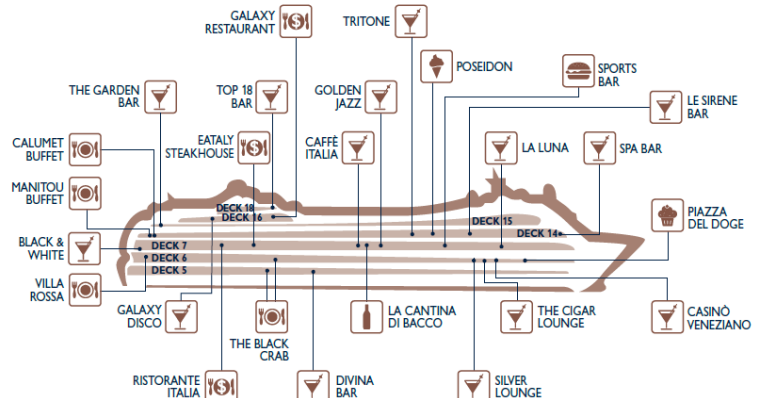 GALAXY
RESTAURANT
TRITONE
POSEIDON
SPORTS
BAR
THE GARDEN
BAR
TOP 18
BAR
GOLDEN
JAZZ
LE SIRENE
BAR
CALUMET
BUFFET
EATALY
STEAKHOUSE
CAFFÈ
ITALIA
LA LUNA
SPA BAR
MANITOU
BUFFET
PIAZZA
DEL DOGE
DECK 18
DECK 16
DECK 15
DECK 14
BLACK &
WHITE
DECK 7
DECK 6
DECK 5
VILLA
ROSSA
GALAXY
DISCO
THE BLACK
CRAB
LA CANTINA
DI BACCO
THE CIGAR
LOUNGE
CASINÒ
VENEZIANO
RISTORANTE
ITALIA
DIVINA
BAR
SILVER
LOUNGE